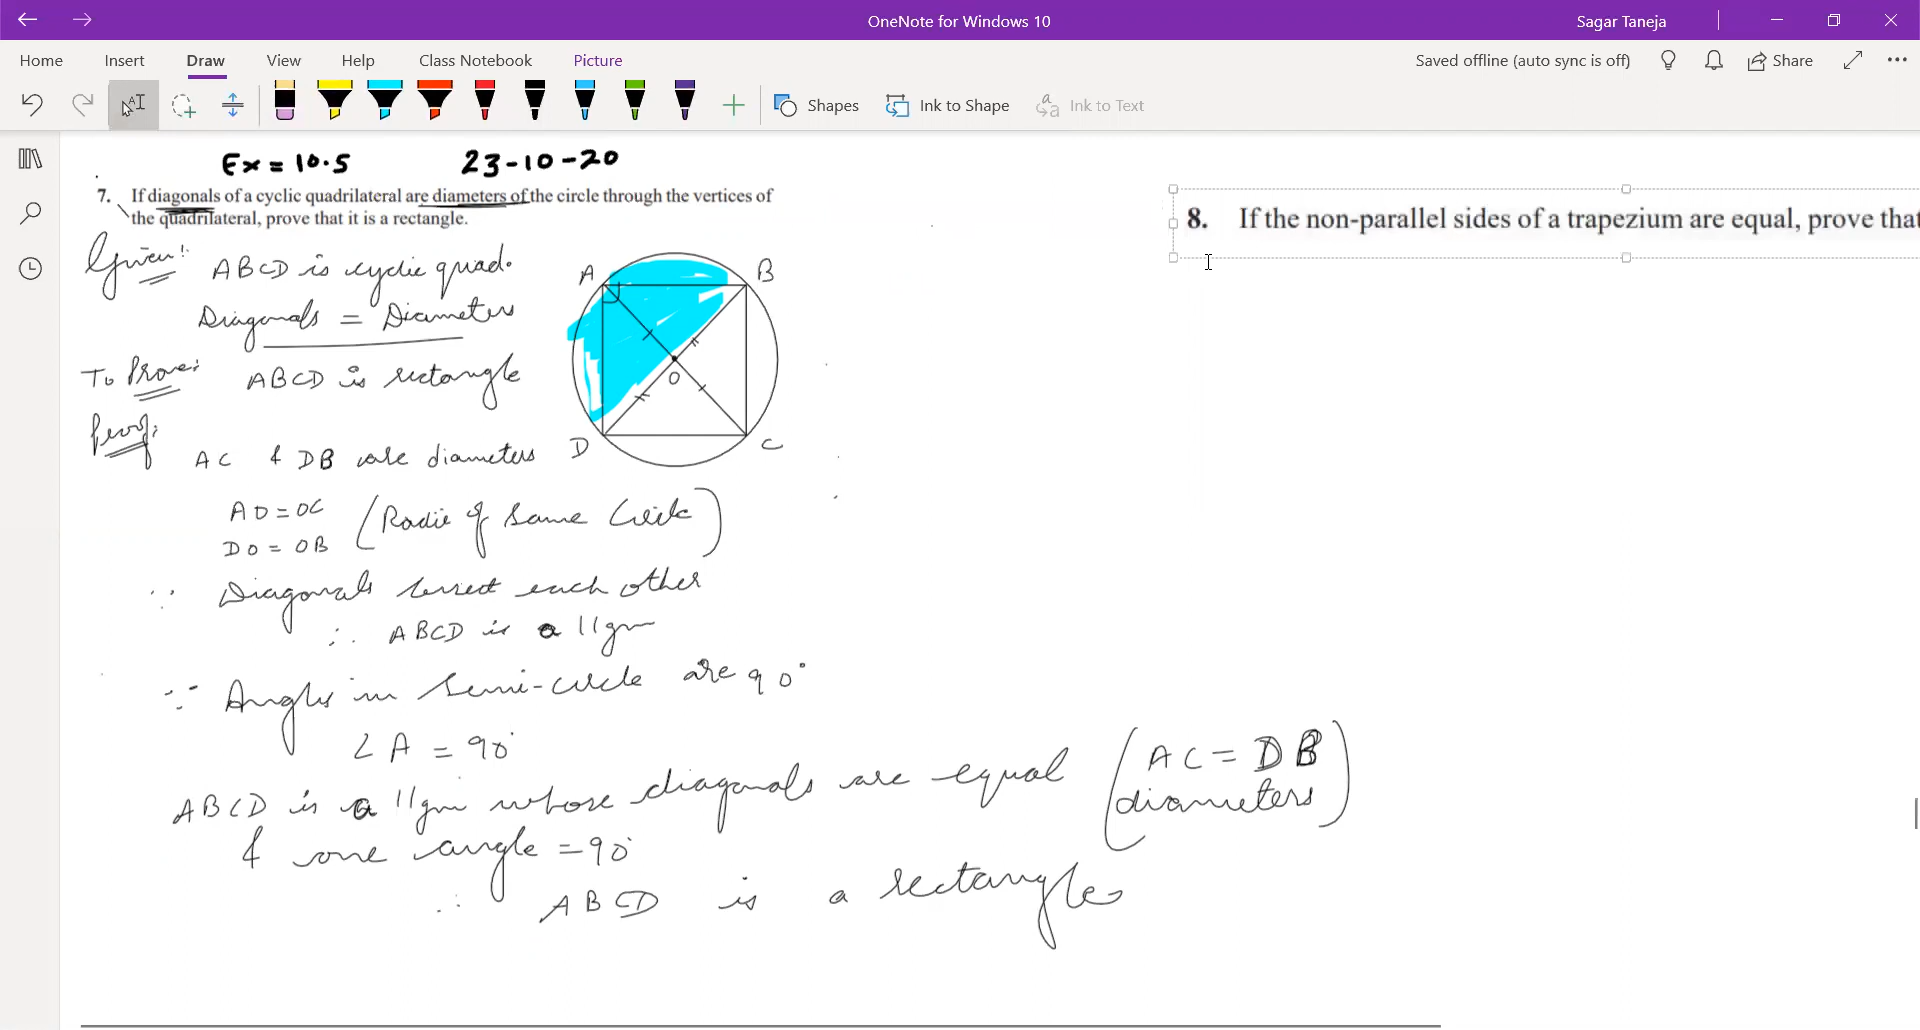 OneNote for Windows 10
Sagar Taneja
Home Insert Draw View Help Class Notebook Picture
Saved offline (auto sync is off) Share
Shapes Ink to Shape Ink to Text
Ex = 10.5 23-10-20
7. If diagonals of a cyclic quadrilateral are diameters of the circle through the vertices of
the quadrilateral, prove that it is a rectangle.
8. If the non-parallel sides of a trapezium are equal, prove that
Given:
ABCD is cyclic quad.
Diagonals = Diameters
To Prove: ABCD is rectangle
Proof:
AC & DB are diameters
A B
O
D C
AO = OC
DO = OB
(Radii of Same Circle)
∵ Diagonals bisect each other
∴ ABCD is a llgm
∵ Angles in Semi-circle are 90°
∠A = 90°
ABCD is a llgm whose diagonals are equal (AC = DB
diameters)
& one angle = 90°
∴ ABCD is a rectangle